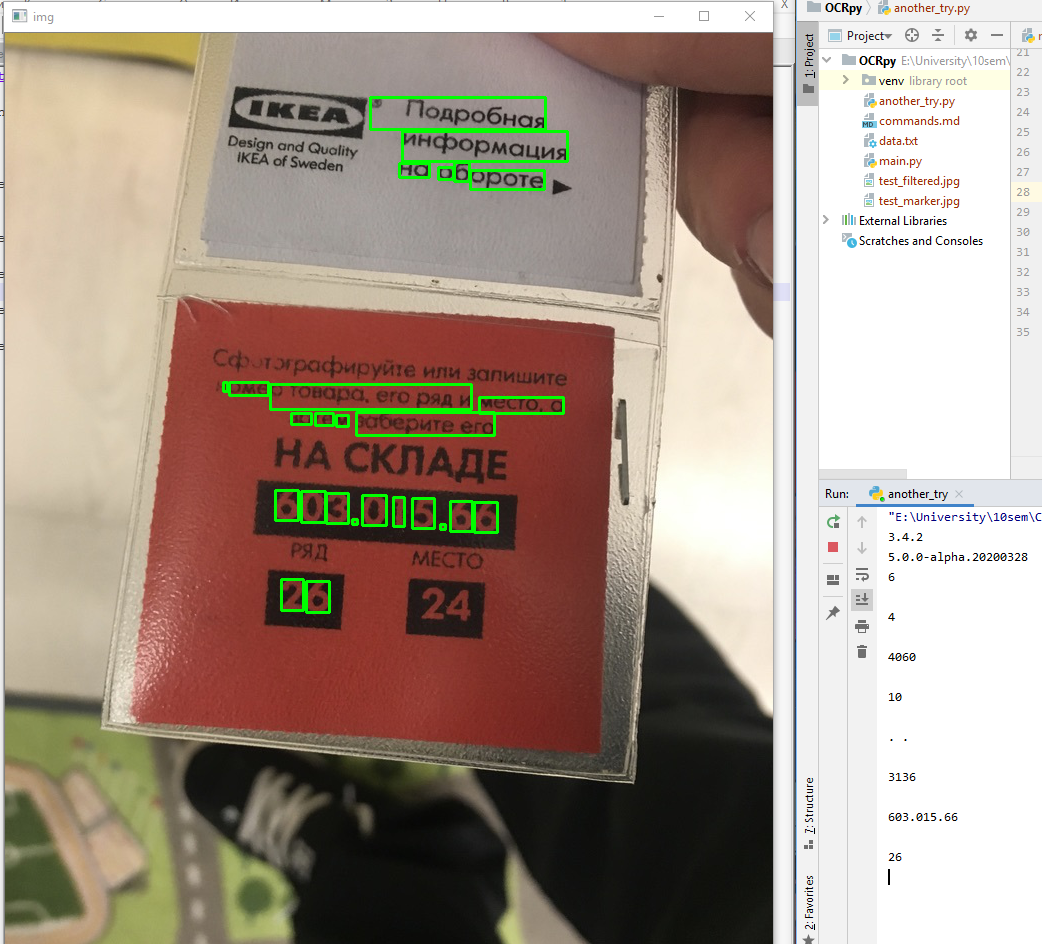 img
X
IKEA
Design and Quality
IKEA of Sweden
Подробная
информация
на обороте
Сфотографируйте или запишите
номер товара, его ряд и место, а
заберите его
НА СКЛАДЕ
603.015.66
РЯД МЕСТО
26 24
OCRpy another_try.py
1: Project
Project
OCRpy E:\University\10sem\
venv library root
another_try.py
commands.md
data.txt
main.py
test_filtered.jpg
test_marker.jpg
External Libraries
Scratches and Consoles
21
22
23
24
25
26
27
28
29
30
31
32
33
34
35
Run: another_try
"E:\University\10sem\
3.4.2
5.0.0-alpha.20200328
6
4
4060
10
. .
3136
603.015.66
26
7: Structure
2: Favorites